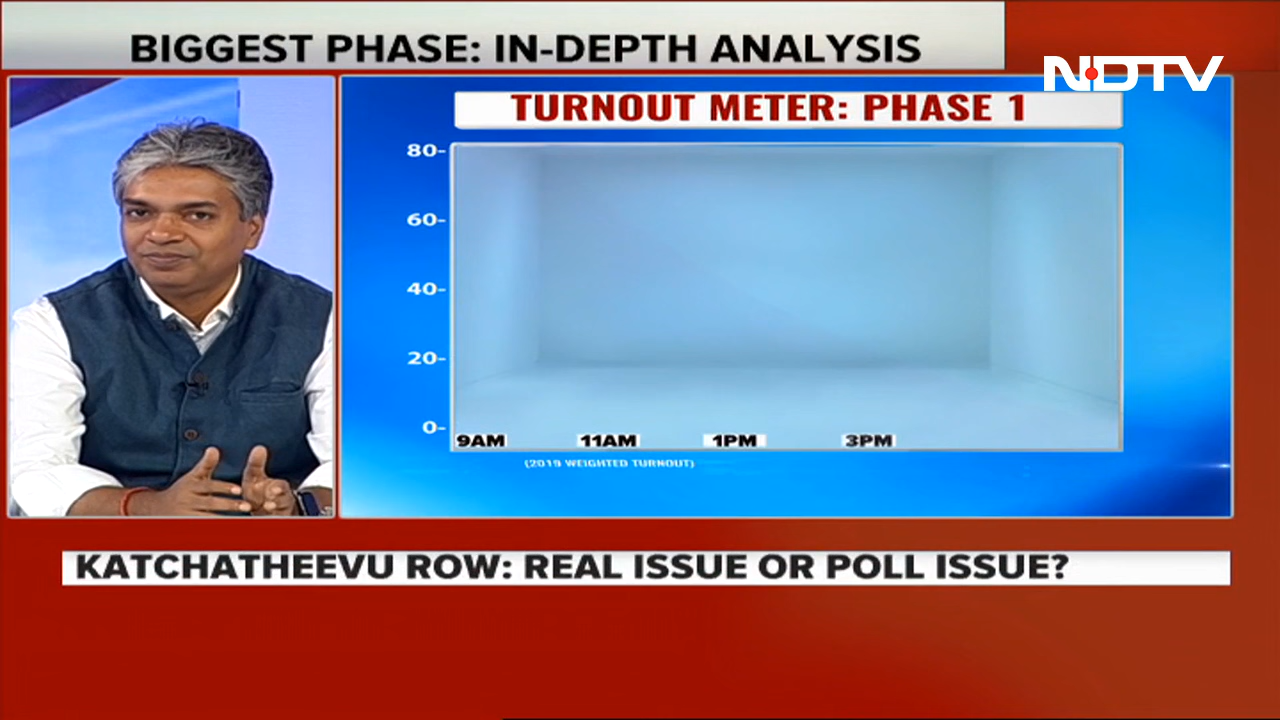 BIGGEST PHASE: IN-DEPTH ANALYSIS
NDTV
TURNOUT METER: PHASE 1
80-
60-
40-
20-
0-
9AM 11AM 1PM 3PM
(2019 WEIGHTED TURNOUT)
KATCHATHEEVU ROW: REAL ISSUE OR POLL ISSUE?